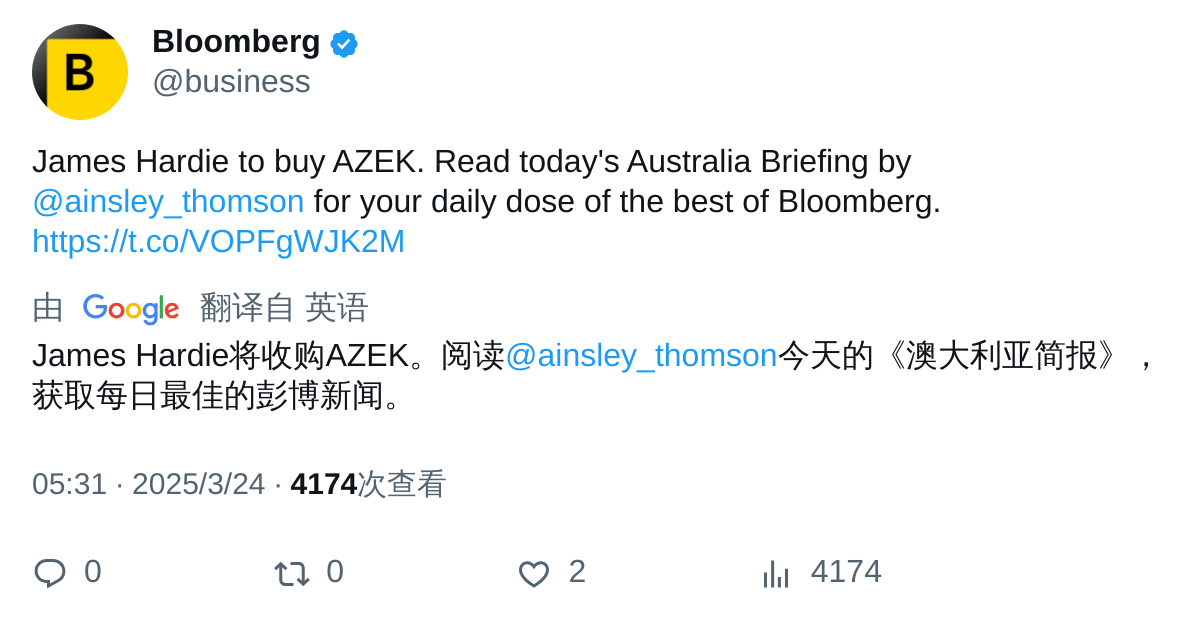 B
Bloomberg
@business
James Hardie to buy AZEK. Read today's Australia Briefing by
@ainsley_thomson for your daily dose of the best of Bloomberg.
https://t.co/VOPFgWJK2M
由 Google 翻译自 英语
James Hardie将收购AZEK。阅读@ainsley_thomson今天的《澳大利亚简报》，
获取每日最佳的彭博新闻。
05:31 · 2025/3/24 · 4174次查看
0 0 2 4174